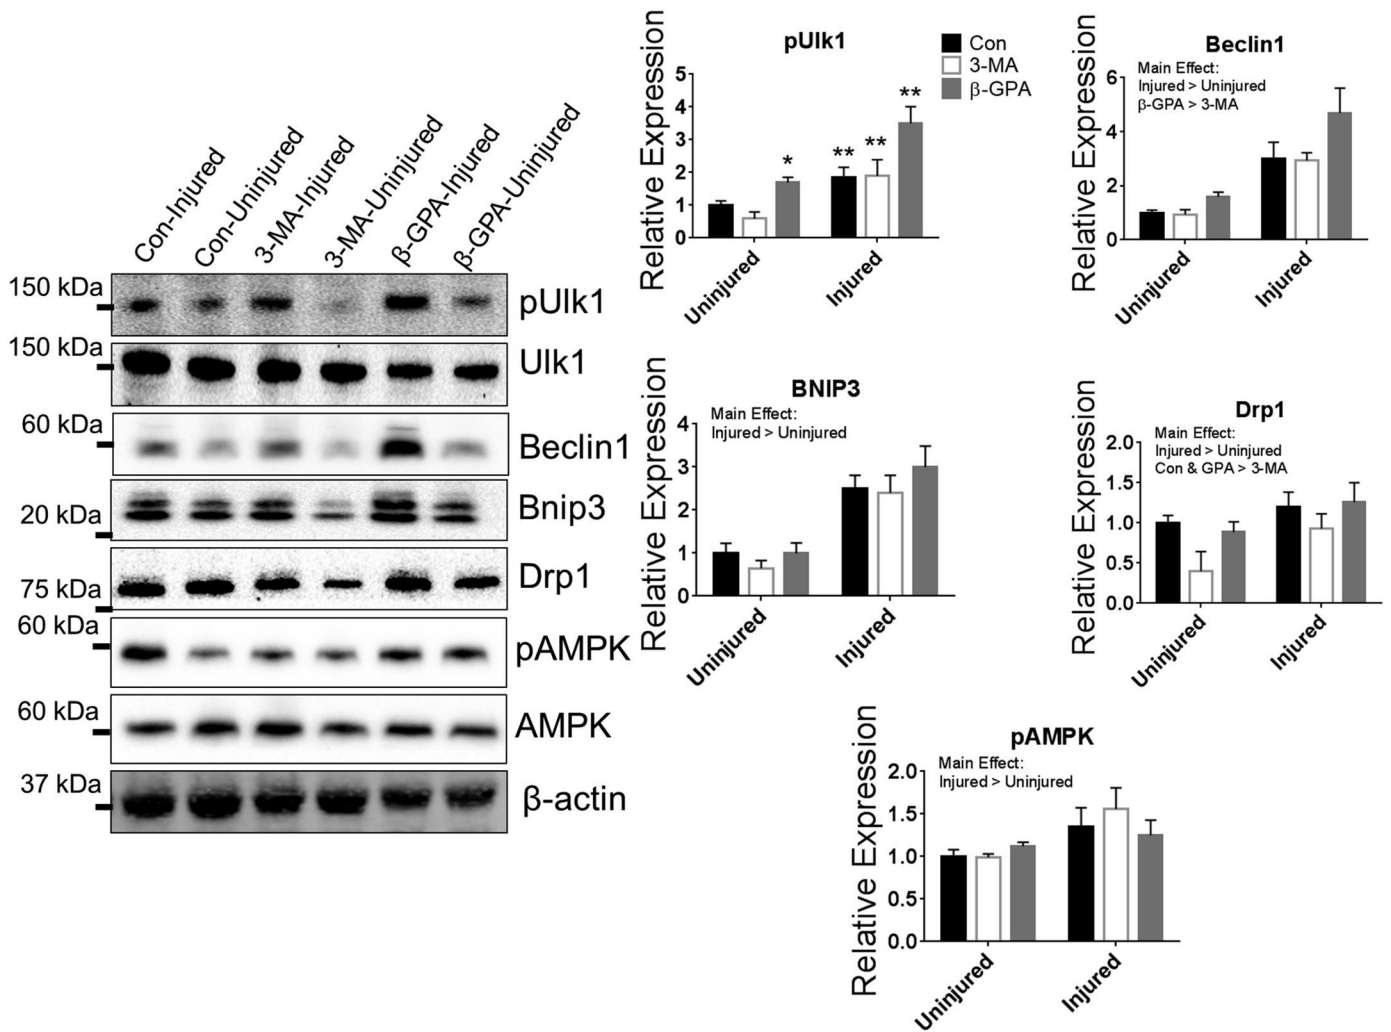 Con-Injured
Con-Uninjured
3-MA-Injured
3-MA-Uninjured
β-GPA-Injured
β-GPA-Uninjured
150 kDa
pUlk1
150 kDa
Ulk1
60 kDa
Beclin1
20 kDa
Bnip3
75 kDa
Drp1
60 kDa
pAMPK
60 kDa
AMPK
37 kDa
β-actin
pUlk1
Con
3-MA
β-GPA
Relative Expression
5
4
3
2
1
0
*
**
**
**
Uninjured
Injured
Beclin1
Main Effect:
Injured > Uninjured
β-GPA > 3-MA
Relative Expression
6
4
2
0
Uninjured
Injured
BNIP3
Main Effect:
Injured > Uninjured
Relative Expression
4
3
2
1
0
Uninjured
Injured
Drp1
Main Effect:
Injured > Uninjured
Con & GPA > 3-MA
Relative Expression
2.0
1.5
1.0
0.5
0.0
Uninjured
Injured
pAMPK
Main Effect:
Injured > Uninjured
Relative Expression
2.0
1.5
1.0
0.5
0.0
Uninjured
Injured